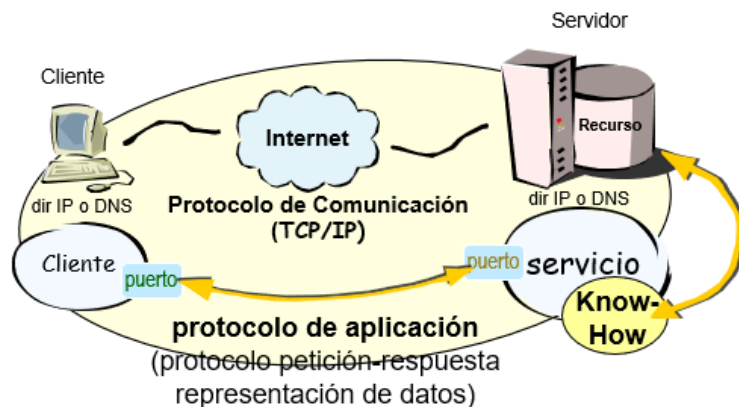 Servidor
Cliente
Internet
Recurso
dir IP o DNS
Protocolo de Comunicación
(TCP/IP)
dir IP o DNS
Cliente
puerto
puerto
servicio
Know-
How
protocolo de aplicación
(protocolo petición-respuesta
representación de datos)